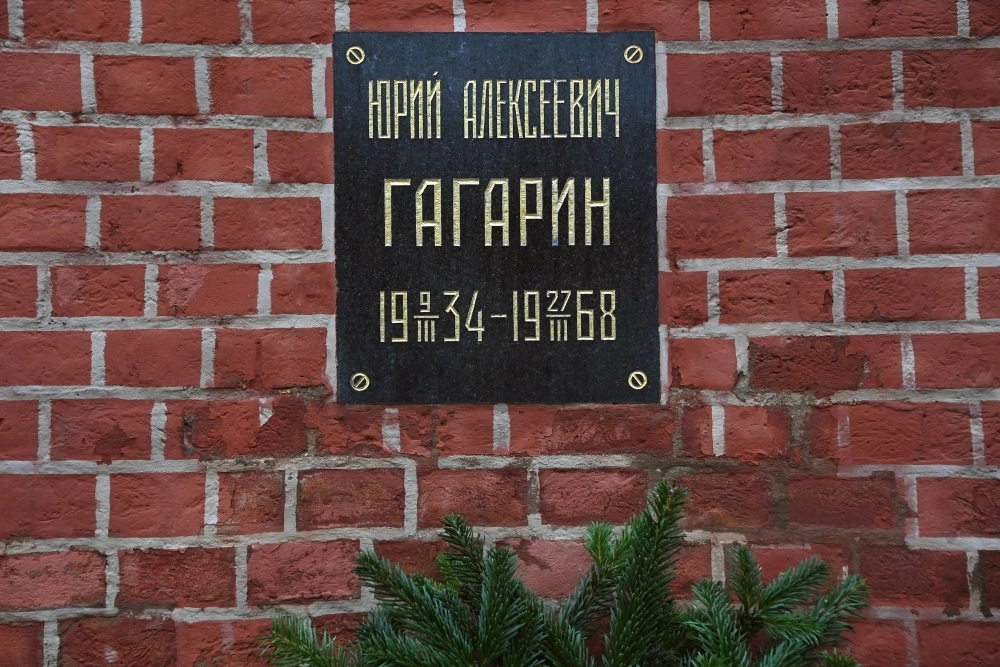 ЮРИЙ АЛЕКСЕЕВИЧ
ГАГАРИН
19 9/III 34 – 19 27/III 68